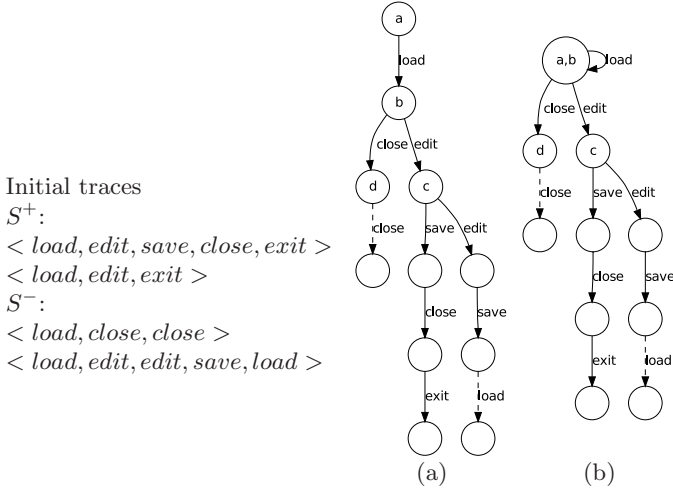 Initial traces
S⁺:
< load, edit, save, close, exit >
< load, edit, exit >
S⁻:
< load, close, close >
< load, edit, edit, save, load >
a
load
b
close edit
d c
close save edit
close save
exit load
(a)
a,b
load
close edit
d c
close save edit
close save
exit load
(b)